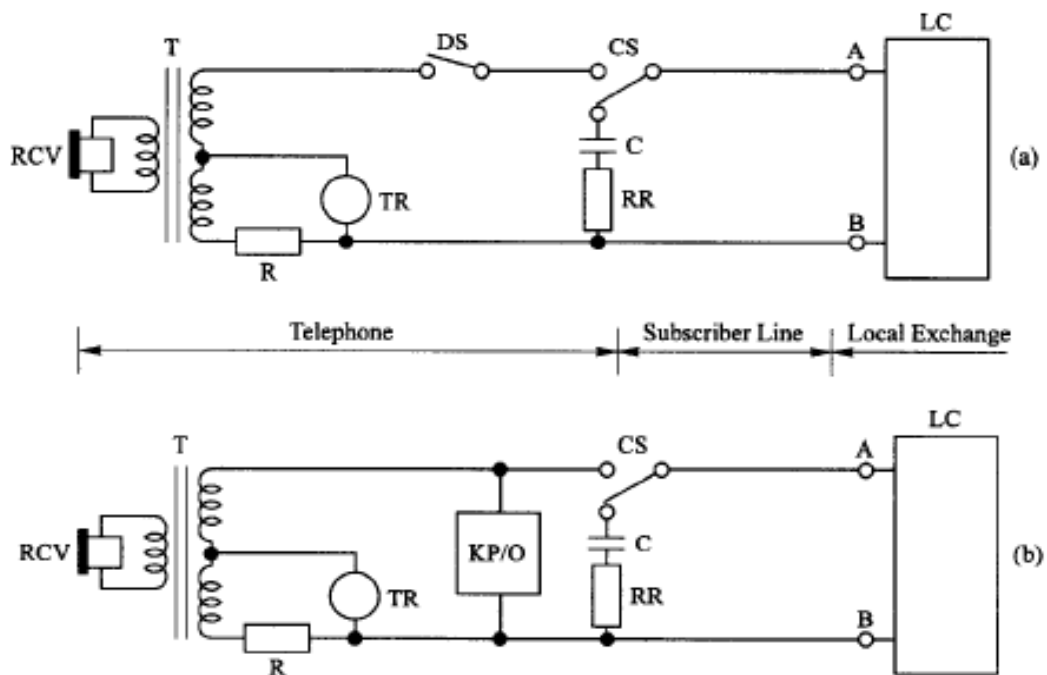 LC
T
DS
CS
A
RCV
C
(a)
TR
RR
B
R
Telephone
Subscriber Line
Local Exchange
LC
T
CS
A
RCV
KP/O
C
(b)
TR
RR
B
R